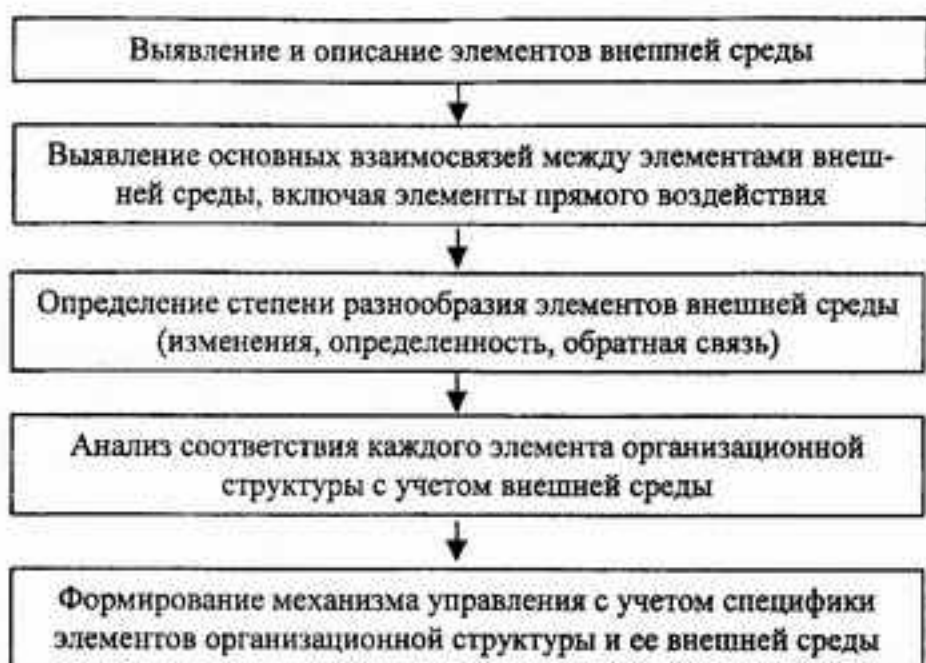 Выявление и описание элементов внешней среды
Выявление основных взаимосвязей между элементами внеш-
ней среды, включая элементы прямого воздействия
Определение степени разнообразия элементов внешней среды
(изменения, определенность, обратная связь)
Анализ соответствия каждого элемента организационной
структуры с учетом внешней среды
Формирование механизма управления с учетом специфики
элементов организационной структуры и ее внешней среды